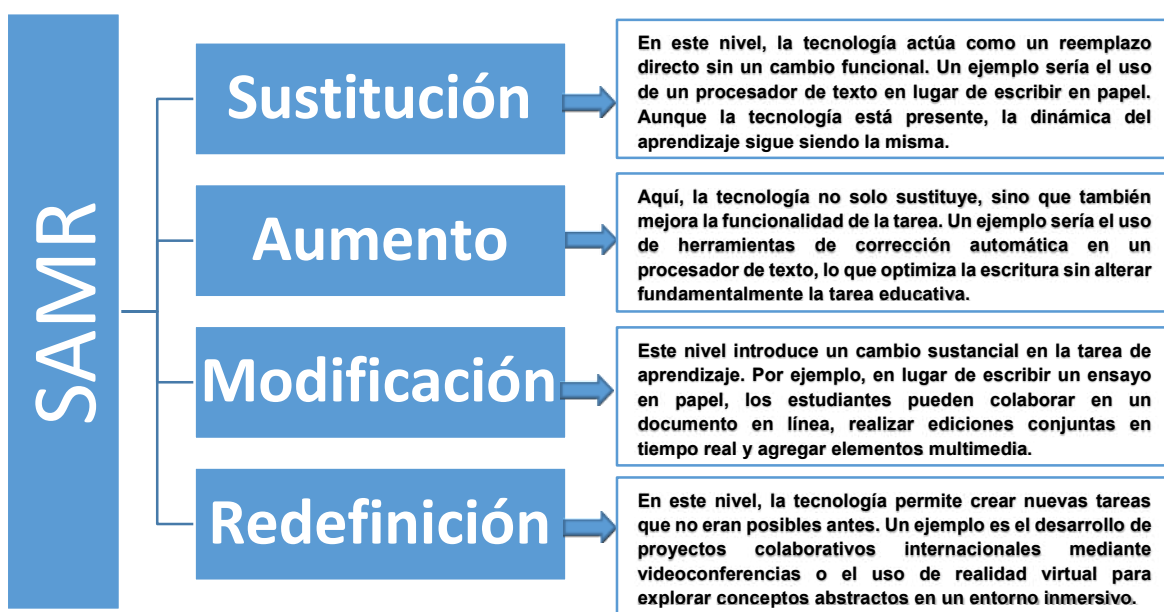 SAMR
Sustitución
En este nivel, la tecnología actúa como un reemplazo
directo sin un cambio funcional. Un ejemplo sería el uso
de un procesador de texto en lugar de escribir en papel.
Aunque la tecnología está presente, la dinámica del
aprendizaje sigue siendo la misma.
Aumento
Aquí, la tecnología no solo sustituye, sino que también
mejora la funcionalidad de la tarea. Un ejemplo sería el uso
de herramientas de corrección automática en un
procesador de texto, lo que optimiza la escritura sin alterar
fundamentalmente la tarea educativa.
Modificación
Este nivel introduce un cambio sustancial en la tarea de
aprendizaje. Por ejemplo, en lugar de escribir un ensayo
en papel, los estudiantes pueden colaborar en un
documento en línea, realizar ediciones conjuntas en
tiempo real y agregar elementos multimedia.
Redefinición
En este nivel, la tecnología permite crear nuevas tareas
que no eran posibles antes. Un ejemplo es el desarrollo de
proyectos colaborativos internacionales mediante
videoconferencias o el uso de realidad virtual para
explorar conceptos abstractos en un entorno inmersivo.